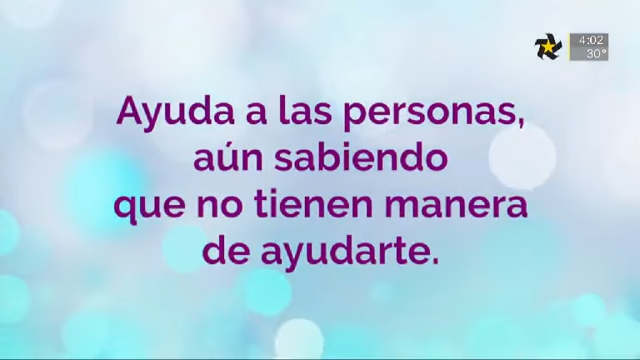 4:02
30°
Ayuda a las personas,
aún sabiendo
que no tienen manera
de ayudarte.